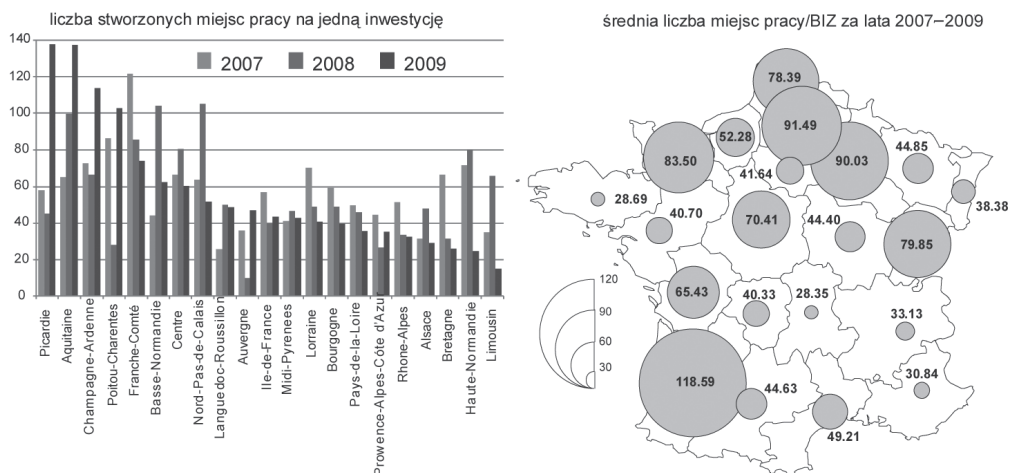 liczba stworzonych miejsc pracy na jedną inwestycję
140
120
100
80
60
40
20
0
2007
2008
2009
Picardie
Aquitaine
Champagne-Ardenne
Poitou-Charentes
Franche-Comté
Basse-Normandie
Centre
Nord-Pas-de-Calais
Languedoc-Roussillon
Auvergne
Ile-de-France
Midi-Pyrenees
Lorraine
Bourgogne
Pays-de-la-Loire
Prowence-Alpes-Côte d'Azur
Rhone-Alpes
Alsace
Bretagne
Haute-Normandie
Limousin
średnia liczba miejsc pracy/BIZ za lata 2007–2009
78.39
91.49
52.28
83.50
90.03
44.85
41.64
28.69
38.38
40.70
70.41
44.40
79.85
120
90
60
30
65.43
40.33
28.35
33.13
30.84
118.59
44.63
49.21